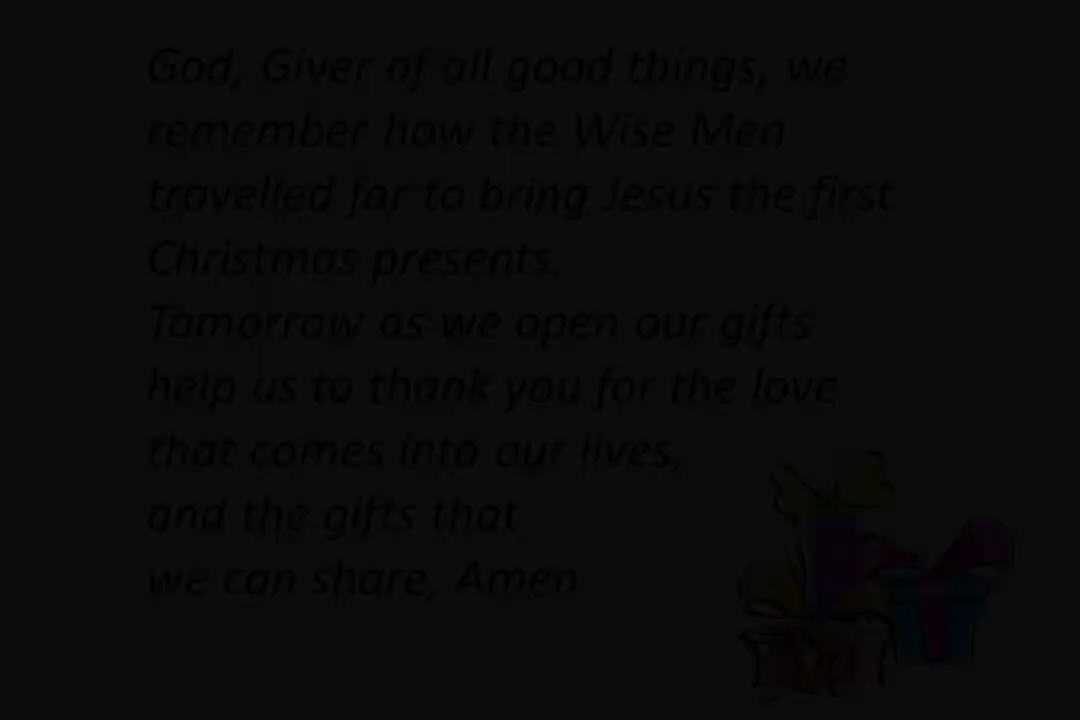 God, Giver of all good things, we
remember how the Wise Men
travelled far to bring Jesus the first
Christmas presents.
Tomorrow as we open our gifts
help us to thank you for the love
that comes into our lives,
and the gifts that
we can share, Amen